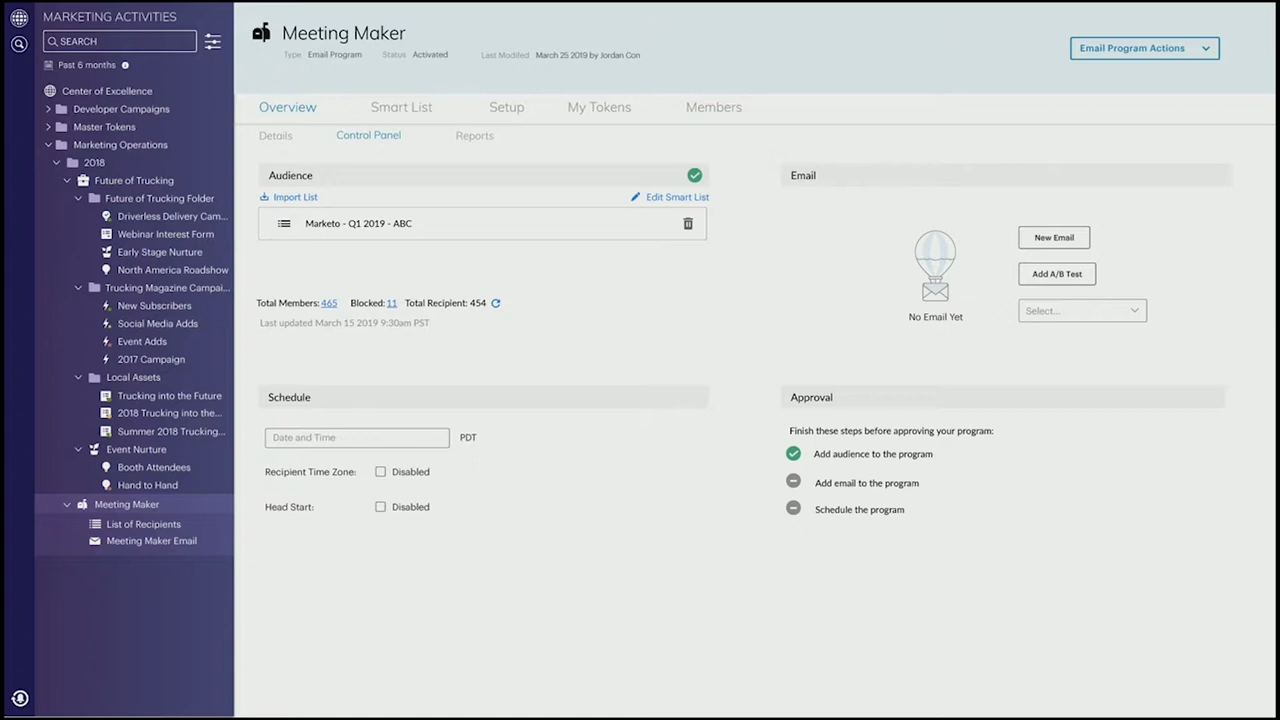 MARKETING ACTIVITIES
SEARCH
Past 6 months
Center of Excellence
Developer Campaigns
Master Tokens
Marketing Operations
2018
Future of Trucking
Future of Trucking Folder
Driverless Delivery Cam...
Webinar Interest Form
Early Stage Nurture
North America Roadshow
Trucking Magazine Campai...
New Subscribers
Social Media Adds
Event Adds
2017 Campaign
Local Assets
Trucking into the Future
2018 Trucking into the...
Summer 2018 Trucking...
Event Nurture
Booth Attendees
Hand to Hand
Meeting Maker
List of Recipients
Meeting Maker Email
Meeting Maker
Type Email Program Status Activated Last Modifed March 25 2019 by Jordan Con
Email Program Actions
Overview Smart List Setup My Tokens Members
Details Control Panel Reports
Audience
Import List Edit Smart List
Marketo - Q1 2019 - ABC
Total Members: 465 Blocked: 11 Total Recipient: 454
Last updated March 15 2019 9:30am PST
Email
New Email
Add A/B Test
Select...
No Email Yet
Schedule
Date and Time PDT
Recipient Time Zone: Disabled
Head Start: Disabled
Approval
Finish these steps before approving your program:
Add audience to the program
Add email to the program
Schedule the program